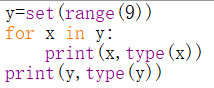 y=set(range(9))
for x in y:
    print(x,type(x))
print(y,type(y))